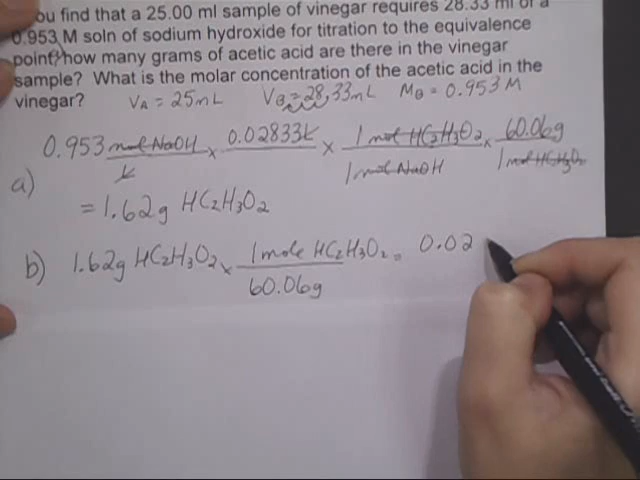 ou find that a 25.00 ml sample of vinegar requires 28.33 ml of a
0.953 M soln of sodium hydroxide for titration to the equivalence
point, how many grams of acetic acid are there in the vinegar
sample? What is the molar concentration of the acetic acid in the
vinegar? VA = 25mL VB = 28.33mL MB = 0.953 M
a) 0.953 mol NaOH / L × 0.02833L × 1 mol HC2H3O2 / 1 mol NaOH × 60.06g / 1 mol HC2H3O2
= 1.62g HC2H3O2
b) 1.62g HC2H3O2 × 1 mole HC2H3O2 / 60.06g = 0.02